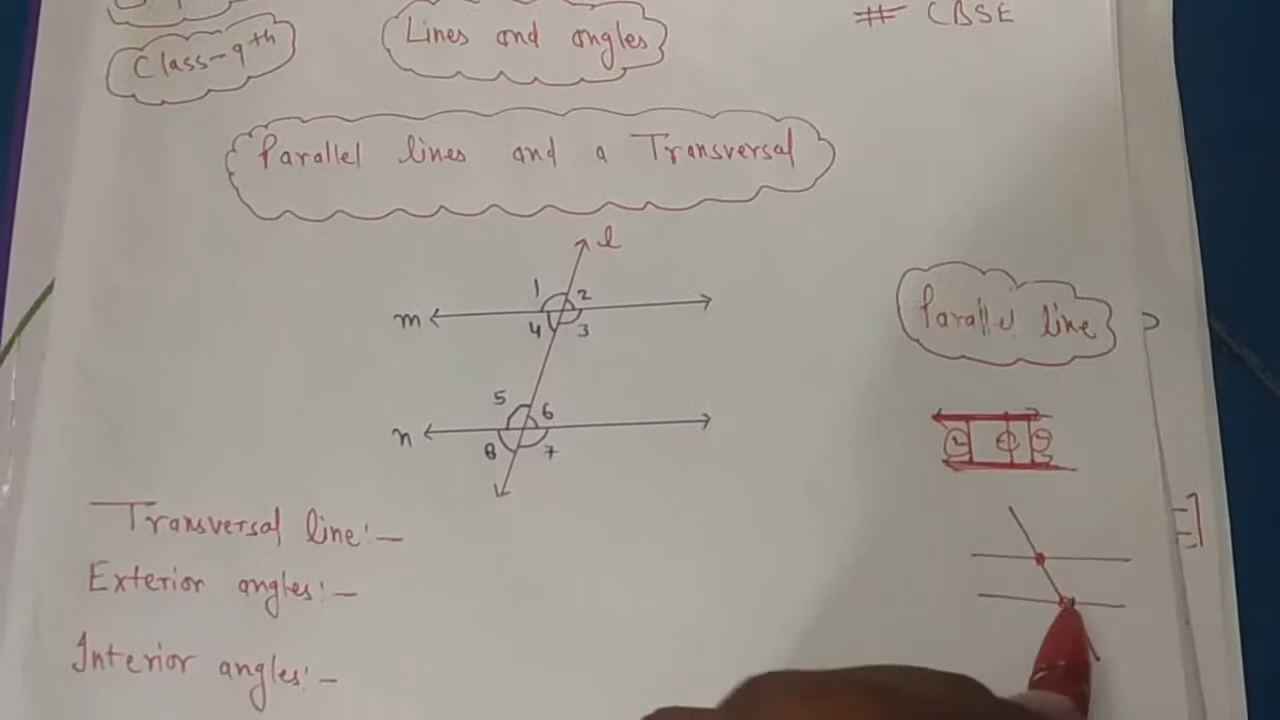 Class-9th
Lines and angles
# CBSE
Parallel lines and a Transversal
l
1 2
m
4 3
5 6
n
8 7
Parallel line
Transversal line:-
Exterior angles:-
Interior angles:-